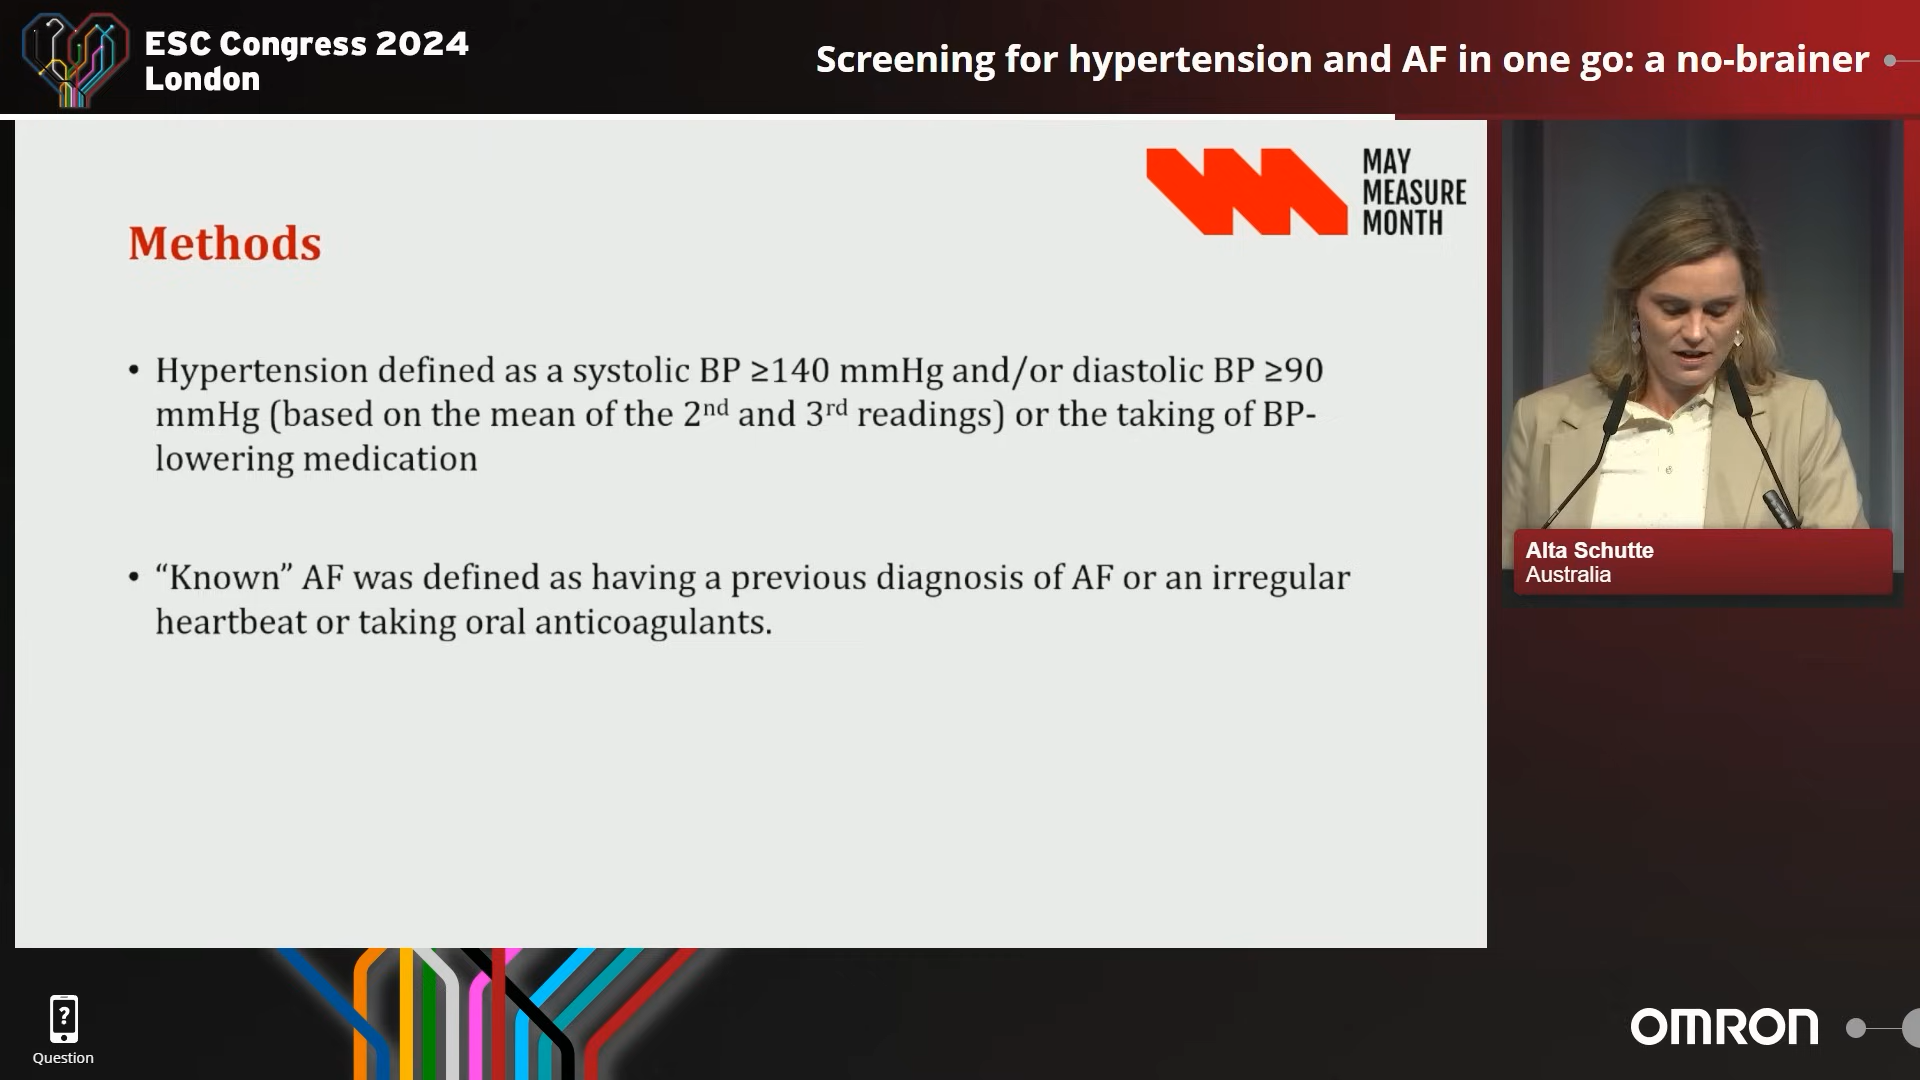 ESC Congress 2024
London
Screening for hypertension and AF in one go: a no-brainer
MAY
MEASURE
MONTH
Methods
• Hypertension defined as a systolic BP ≥140 mmHg and/or diastolic BP ≥90
mmHg (based on the mean of the 2nd and 3rd readings) or the taking of BP-
lowering medication
• “Known” AF was defined as having a previous diagnosis of AF or an irregular
heartbeat or taking oral anticoagulants.
Alta Schutte
Australia
?
Question
OMRON